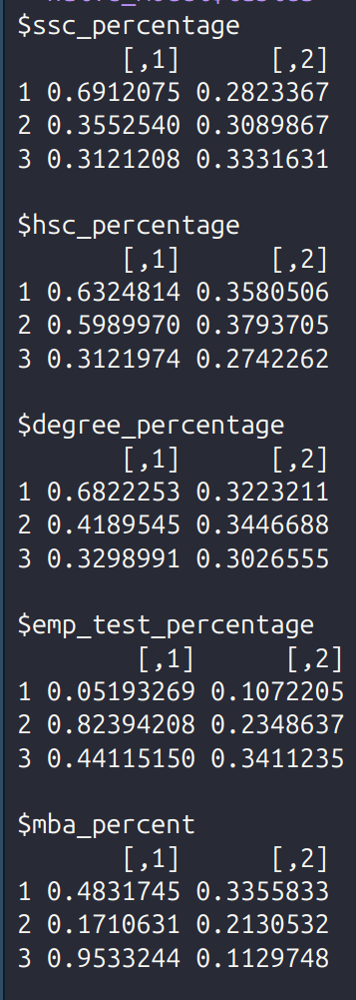 $ssc_percentage
[,1] [,2]
1 0.6912075 0.2823367
2 0.3552540 0.3089867
3 0.3121208 0.3331631
$hsc_percentage
[,1] [,2]
1 0.6324814 0.3580506
2 0.5989970 0.3793705
3 0.3121974 0.2742262
$degree_percentage
[,1] [,2]
1 0.6822253 0.3223211
2 0.4189545 0.3446688
3 0.3298991 0.3026555
$emp_test_percentage
[,1] [,2]
1 0.05193269 0.1072205
2 0.82394208 0.2348637
3 0.44115150 0.3411235
$mba_percent
[,1] [,2]
1 0.4831745 0.3355833
2 0.1710631 0.2130532
3 0.9533244 0.1129748